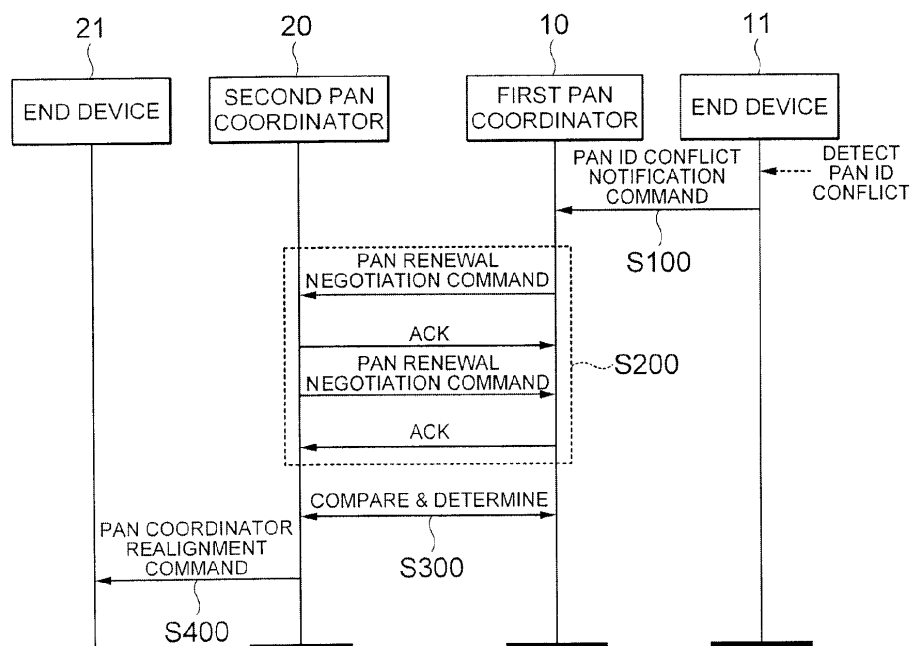 21
20
10
11
END DEVICE
SECOND PAN
COORDINATOR
FIRST PAN
COORDINATOR
END DEVICE
PAN ID CONFLICT
NOTIFICATION
COMMAND
DETECT
PAN ID
CONFLICT
S100
PAN RENEWAL
NEGOTIATION COMMAND
ACK
PAN RENEWAL
NEGOTIATION COMMAND
S200
ACK
COMPARE & DETERMINE
S300
PAN COORDINATOR
REALIGNMENT
COMMAND
S400